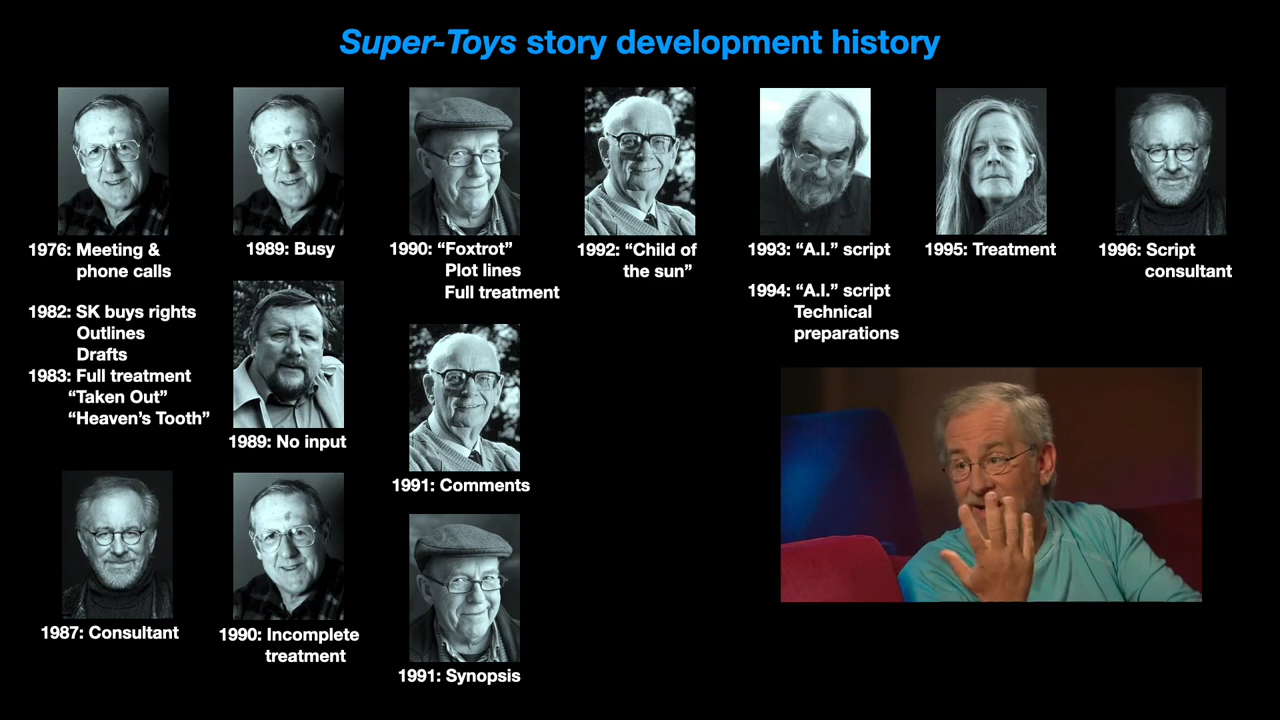 Super-Toys story development history
1976: Meeting &
phone calls
1982: SK buys rights
Outlines
Drafts
1983: Full treatment
“Taken Out”
“Heaven’s Tooth”
1987: Consultant
1989: Busy
1989: No input
1990: Incomplete
treatment
1990: “Foxtrot”
Plot lines
Full treatment
1991: Comments
1991: Synopsis
1992: “Child of
the sun”
1993: “A.I.” script
1994: “A.I.” script
Technical
preparations
1995: Treatment
1996: Script
consultant